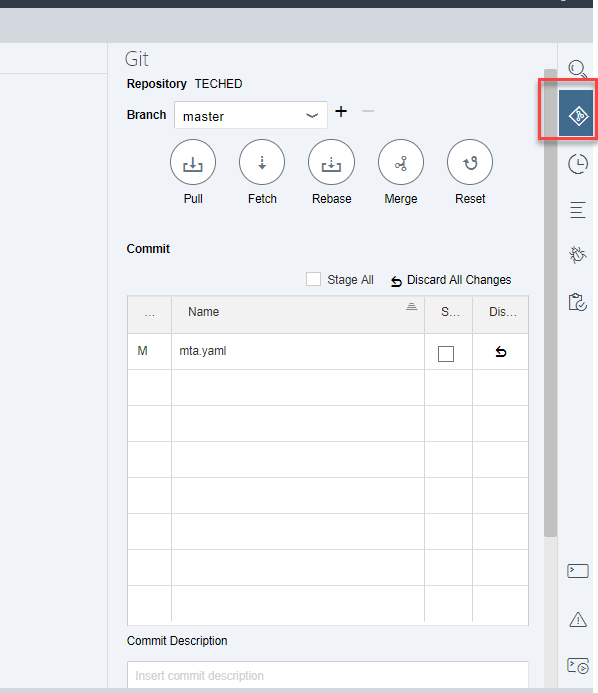 Git
Repository TECHED
Branch master
Pull Fetch Rebase Merge Reset
Commit
Stage All Discard All Changes
... Name S... Dis...
M mta.yaml
Commit Description
Insert commit description